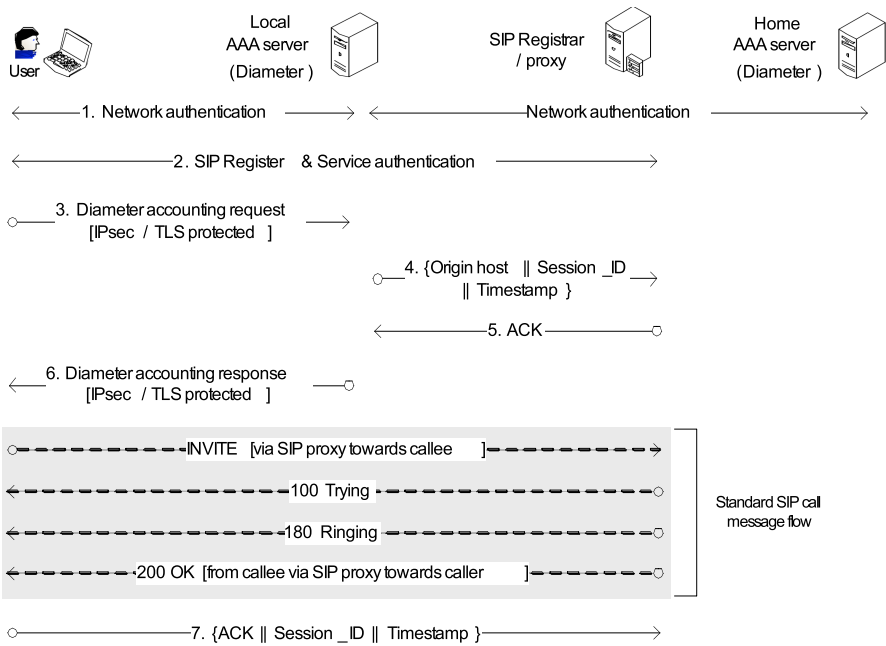 Local
AAA server
(Diameter )
SIP Registrar
/ proxy
Home
AAA server
(Diameter )
User
1. Network authentication
Network authentication
2. SIP Register & Service authentication
3. Diameter accounting request
[IPsec / TLS protected ]
4. {Origin host || Session _ID
|| Timestamp }
5. ACK
6. Diameter accounting response
[IPsec / TLS protected ]
INVITE [via SIP proxy towards callee ]
100 Trying
180 Ringing
200 OK [from callee via SIP proxy towards caller ]
Standard SIP call
message flow
7. {ACK || Session _ID || Timestamp }